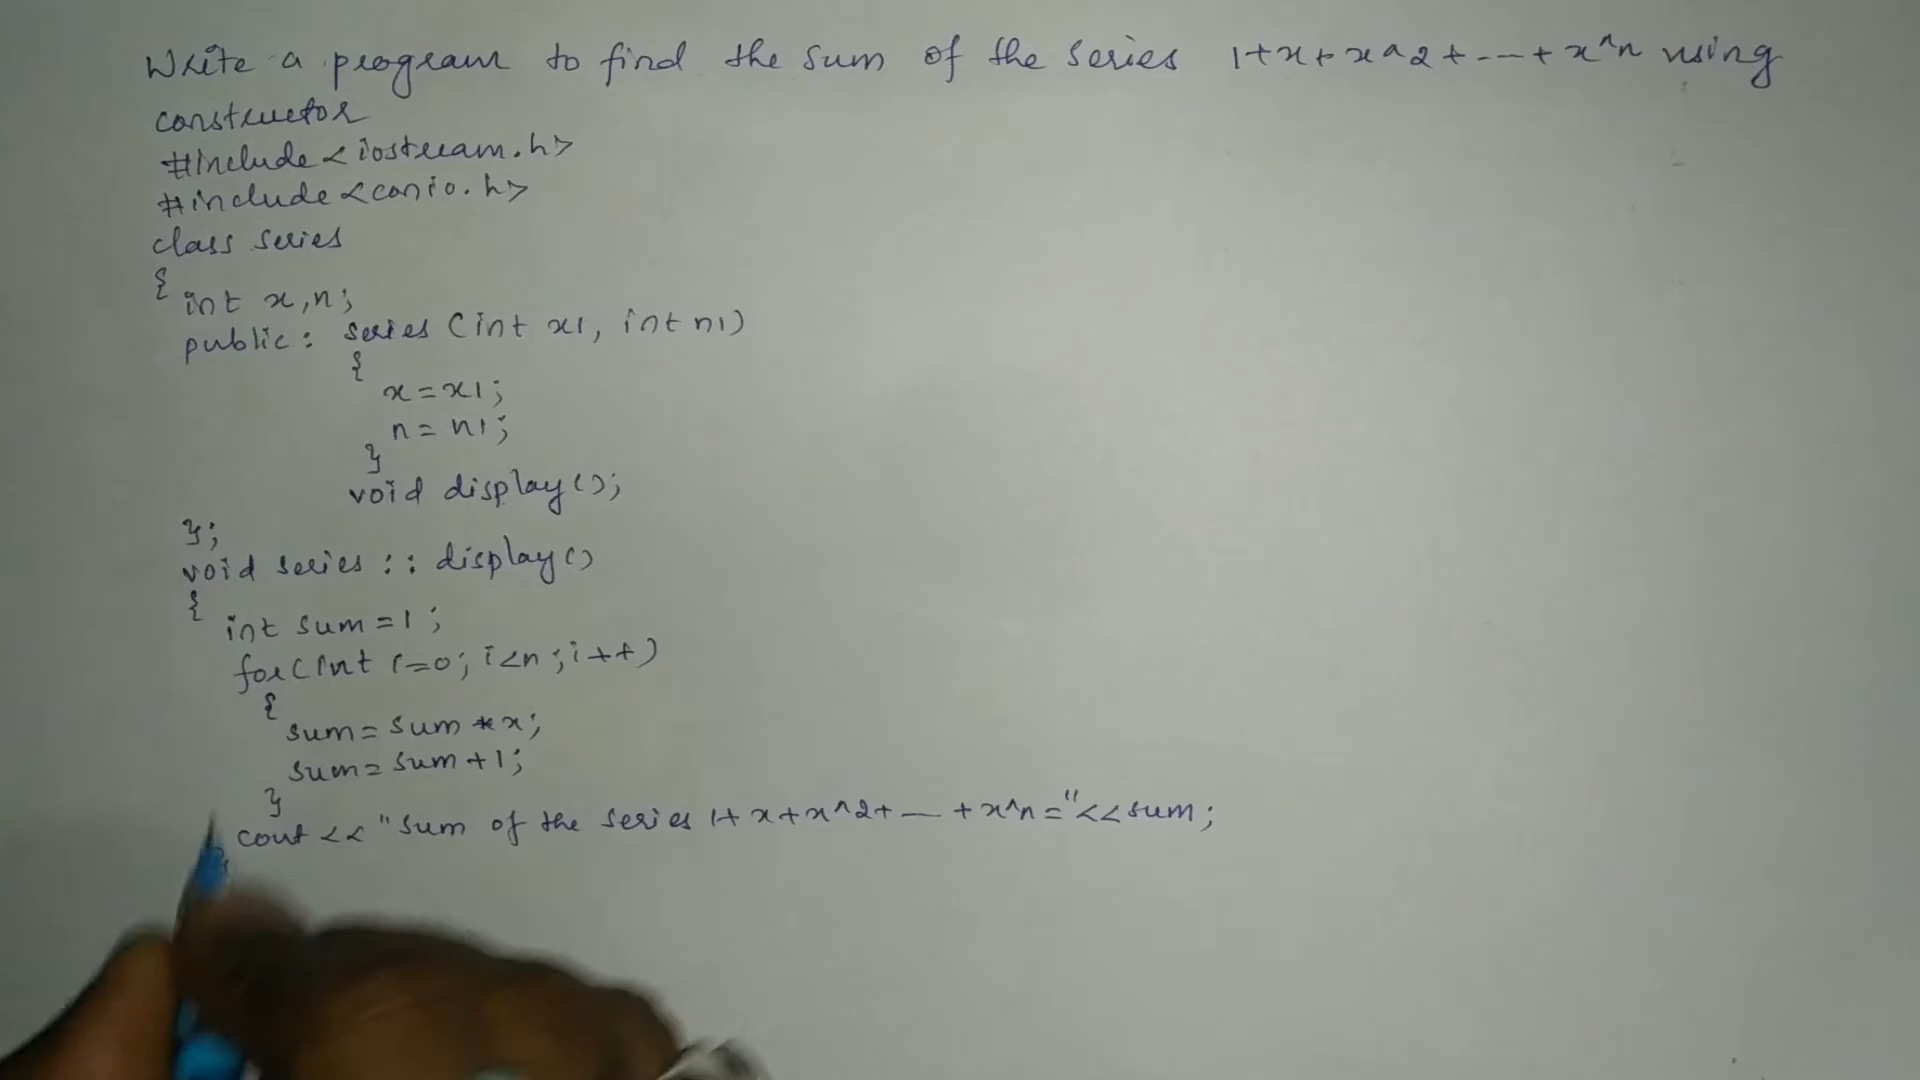 Write a program to find the sum of the series 1+x+x^2+---+x^n using
constructor
#include<iostream.h>
#include<conio.h>
class series
{
int x,n;
public: series (int x1, int n1)
{
x=x1;
n=n1;
}
void display();
};
void series::display()
{
int sum=1;
for(int i=0; i<n; i++)
{
sum=sum*x;
sum=sum+1;
}
cout<<"Sum of the series 1+x+x^2+---+x^n="<<sum;